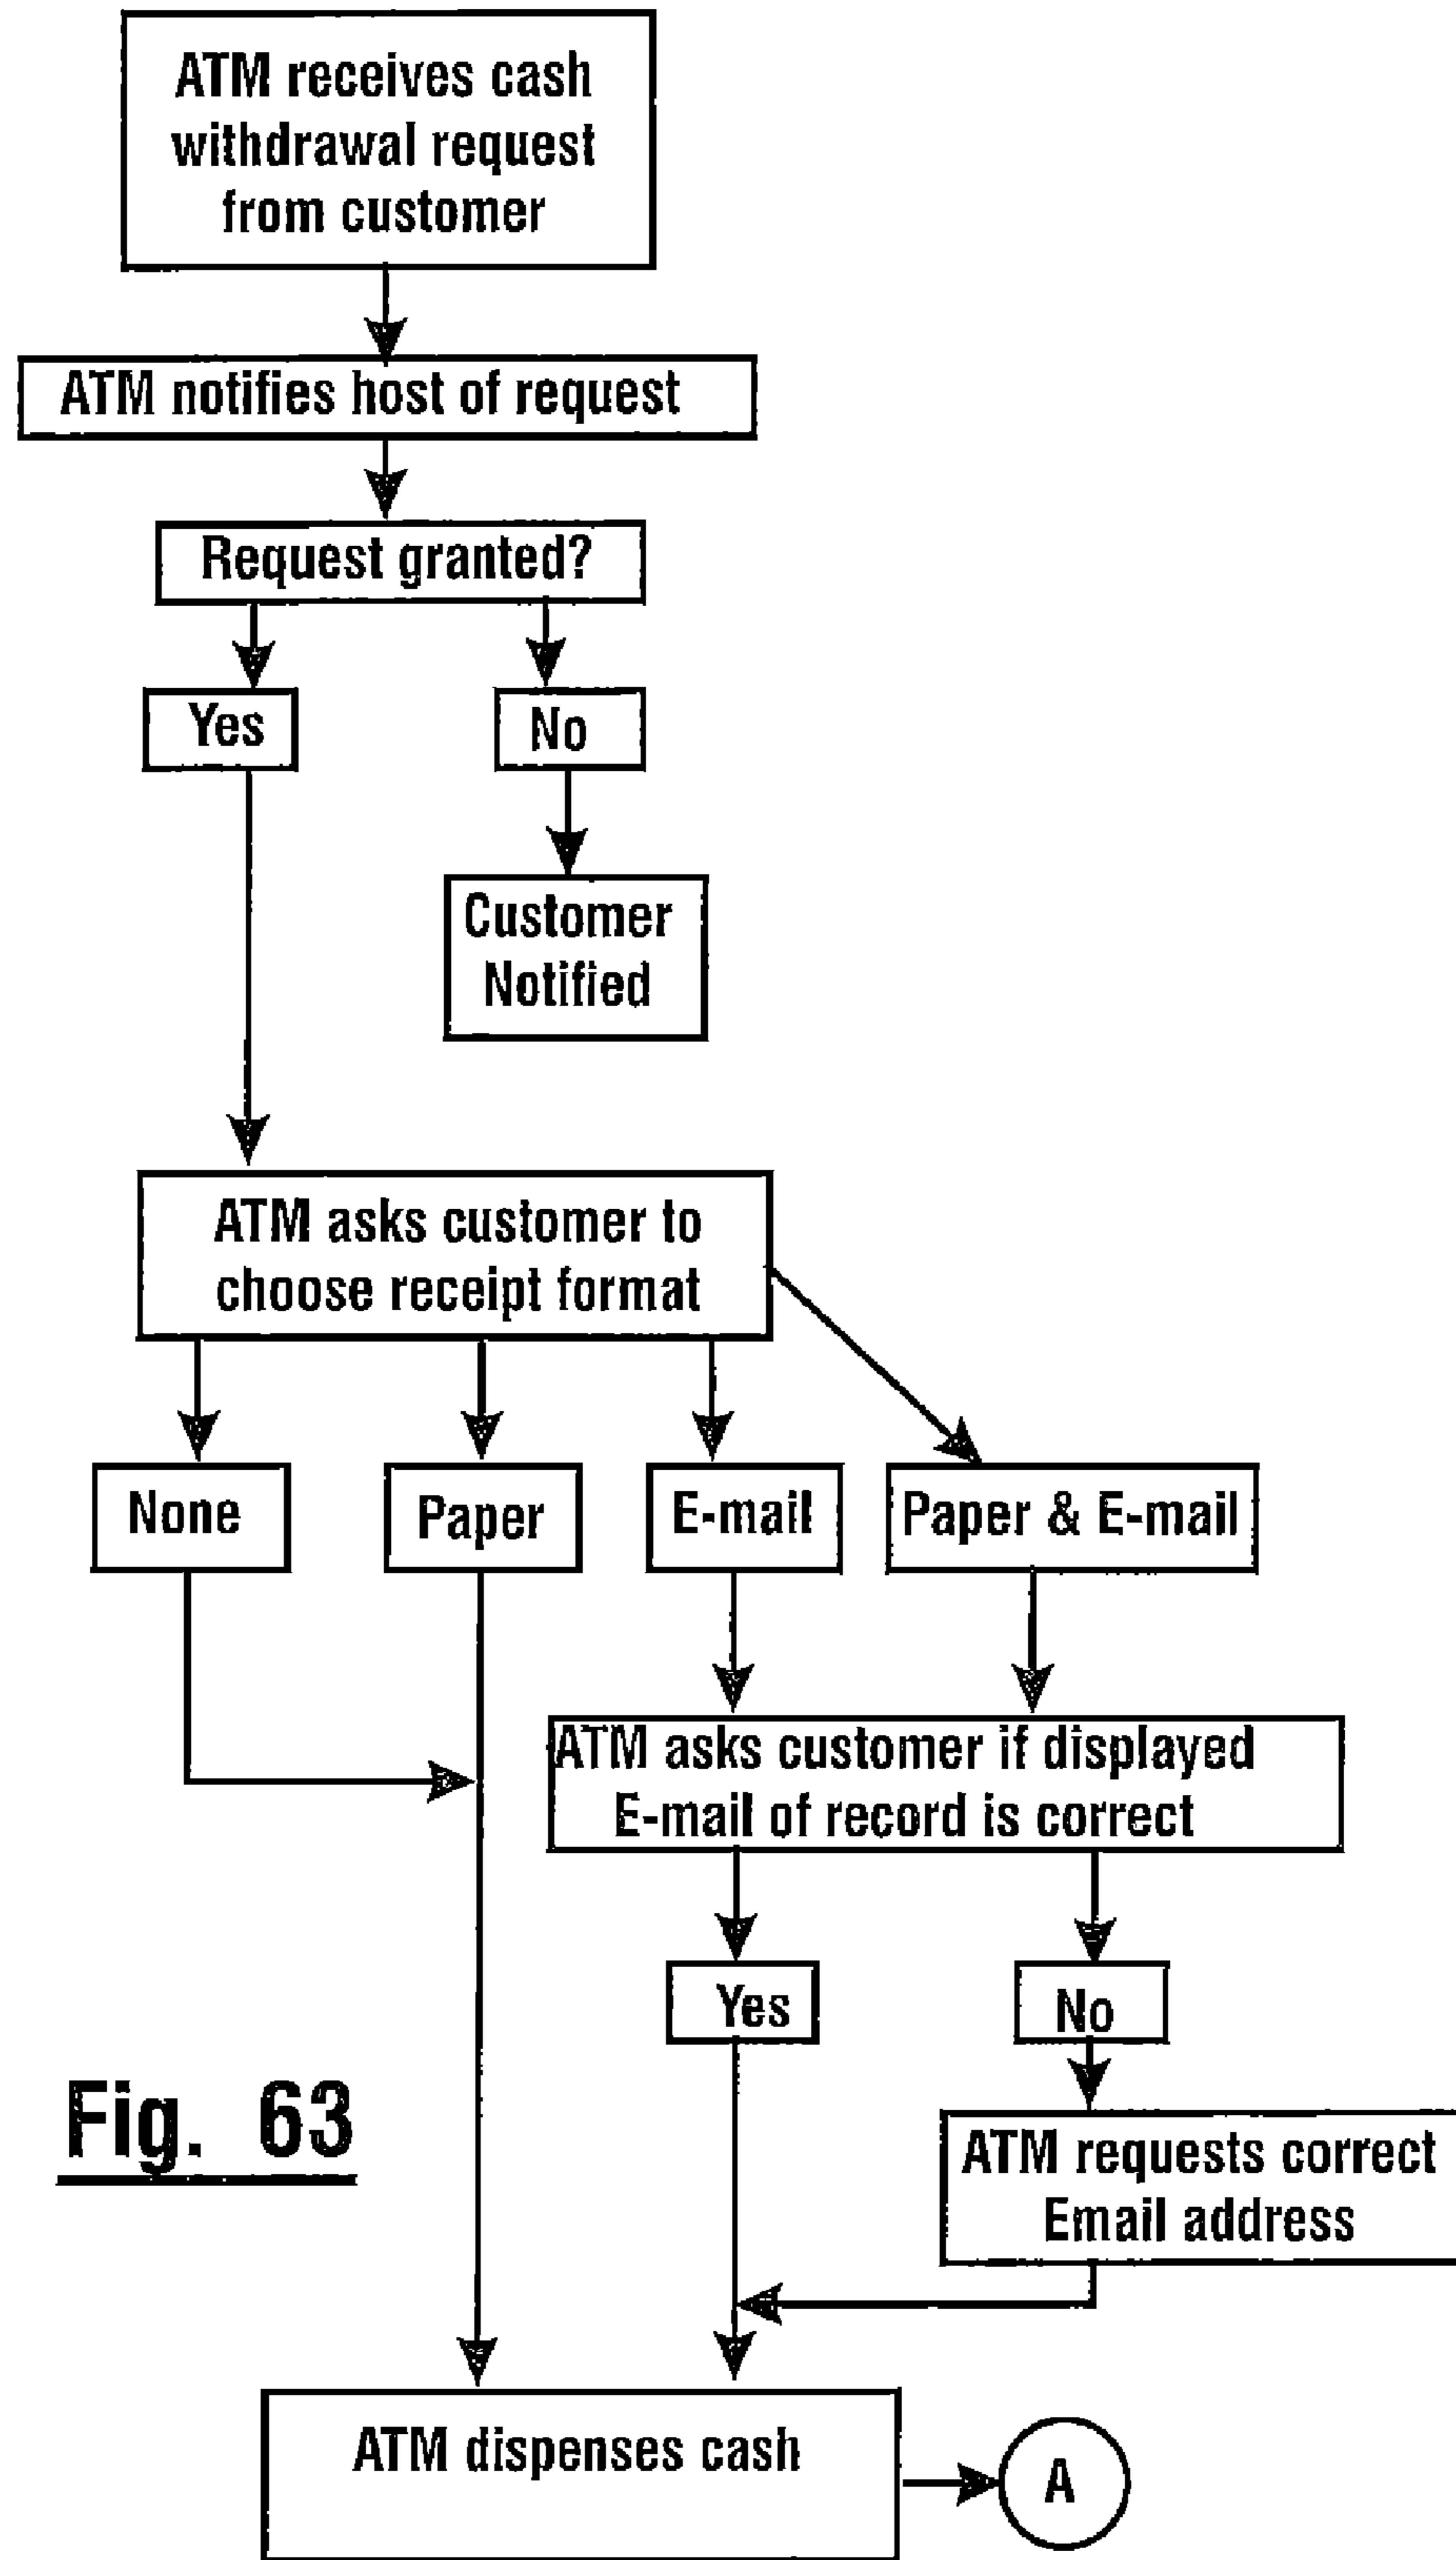 ATM receives cash
withdrawal request
from customer
ATM notifies host of request
Request granted?
Yes
No
Customer
Notified
ATM asks customer to
choose receipt format
None
Paper
E-mail
Paper & E-mail
ATM asks customer if displayed
E-mail of record is correct
Yes
No
Fig. 63
ATM requests correct
Email address
ATM dispenses cash
A